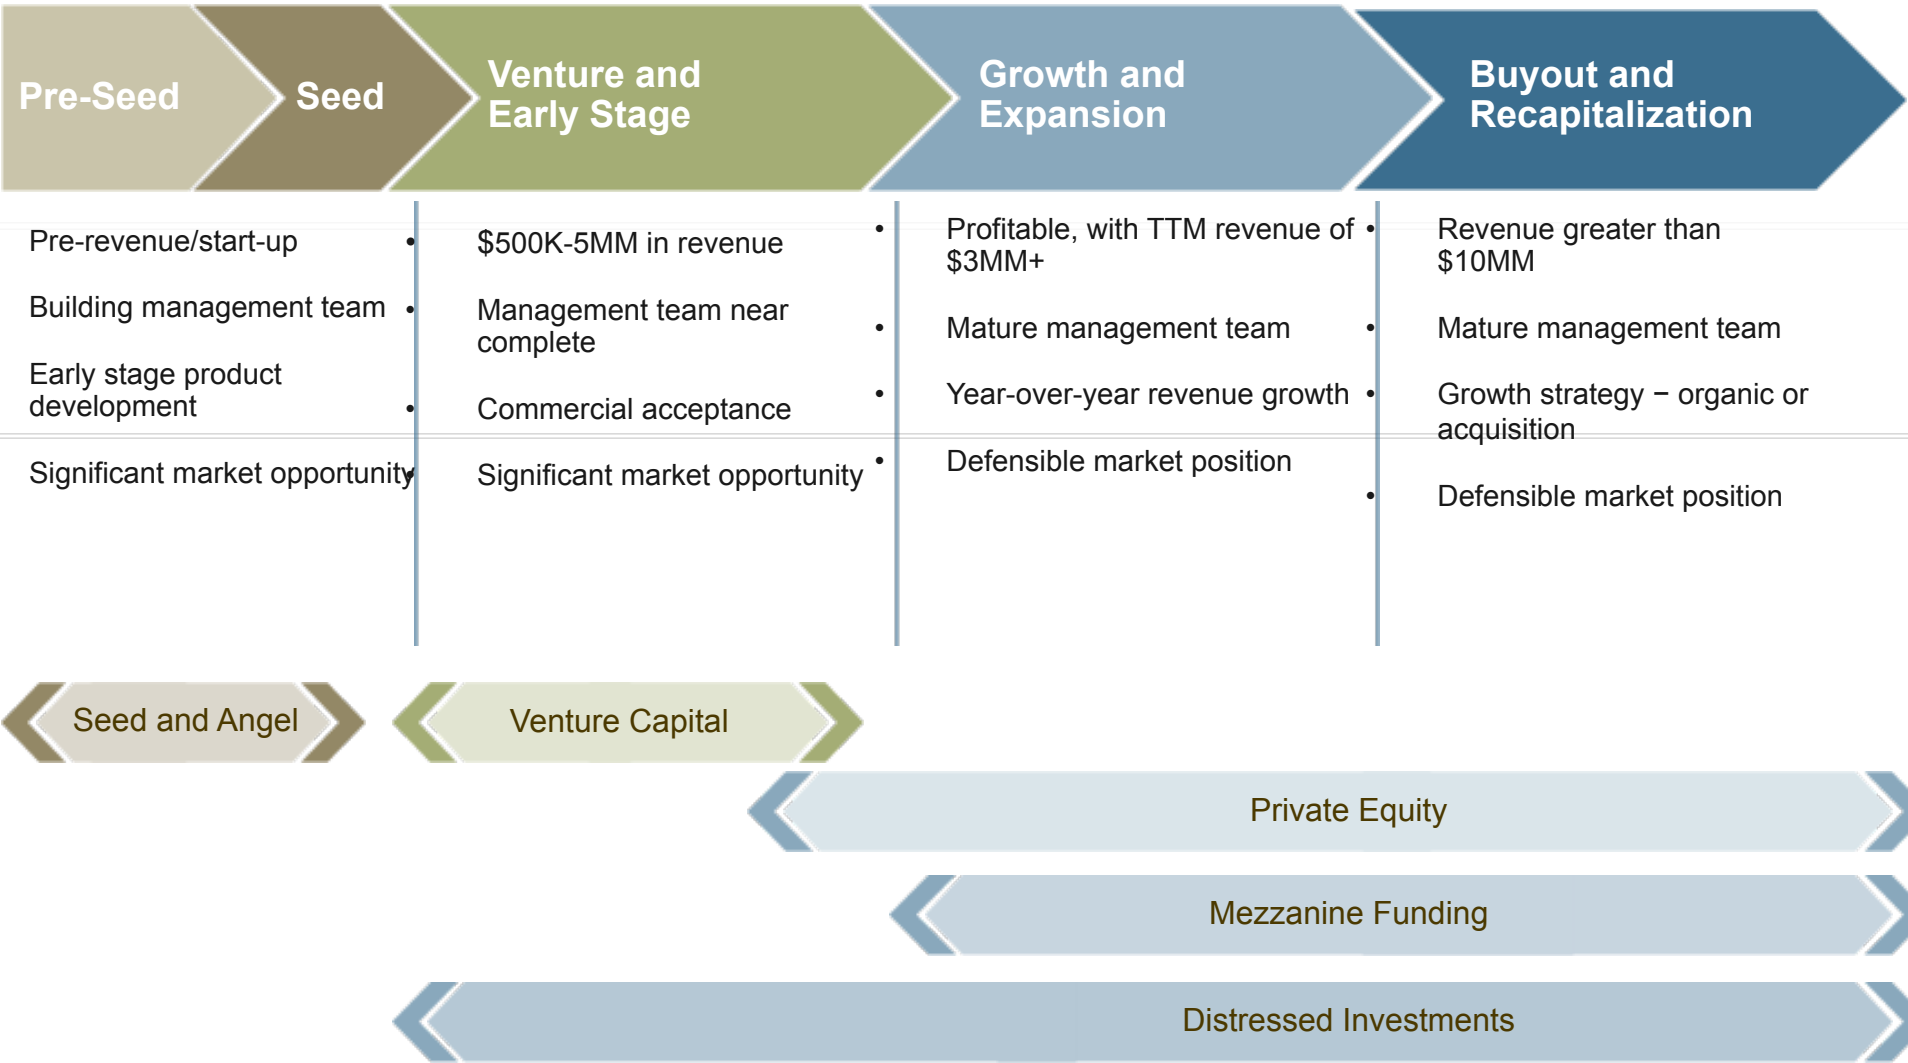 Pre-Seed
Seed
Venture and
Early Stage
Growth and
Expansion
Buyout and
Recapitalization
Pre-revenue/start-up
Building management team
Early stage product
development
Significant market opportunity
• $500K-5MM in revenue
• Management team near
complete
• Commercial acceptance
• Significant market opportunity
• Profitable, with TTM revenue of
$3MM+
• Mature management team
• Year-over-year revenue growth
• Defensible market position
• Revenue greater than
$10MM
• Mature management team
• Growth strategy − organic or
acquisition
• Defensible market position
Seed and Angel
Venture Capital
Private Equity
Mezzanine Funding
Distressed Investments